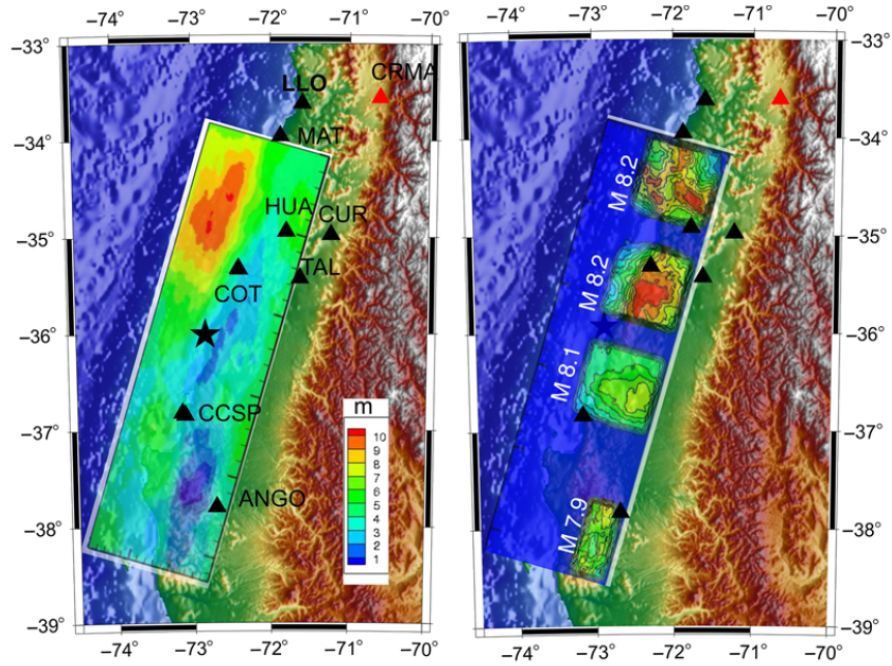 −74° −73° −72° −71° −70°
−74° −73° −72° −71° −70°
−33°
−33°
CRMA
LLO
MAT
−34°
−34°
M 8.2
HUA CUR
−35°
−35°
TAL
COT
M 8.2
−36°
−36°
M 8.1
m
CCSP
−37°
−37°
10
9
8
7
6
5
4
3
2
1
ANGO
M 7.9
−38°
−38°
−39°
−39°
−74° −73° −72° −71° −70°
−74° −73° −72° −71° −70°